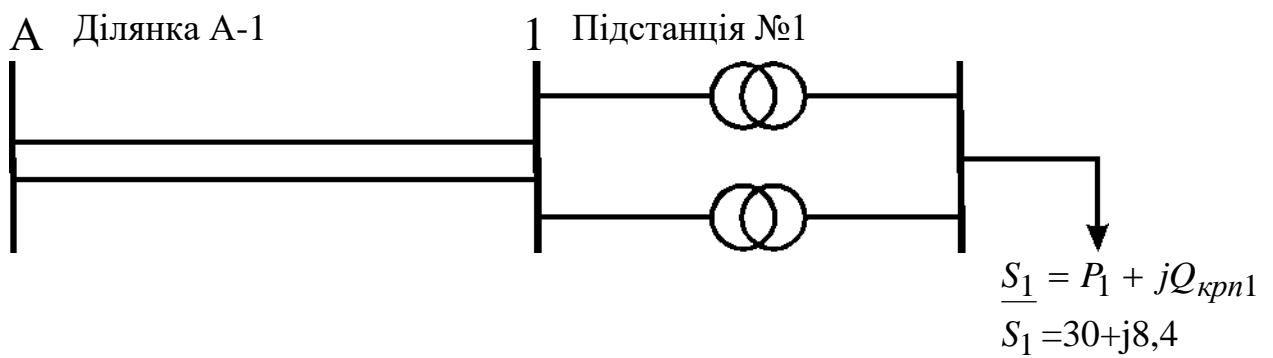 А Ділянка А-1 1 Підстанція №1
S1 = P1 + jQкрп1
S1 =30+j8,4